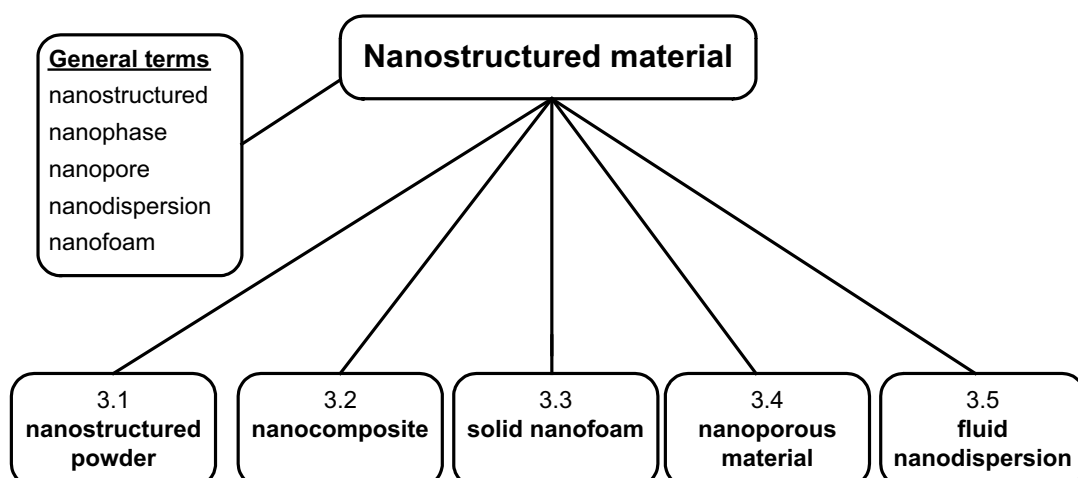 General terms
nanostructured
nanophase
nanopore
nanodispersion
nanofoam
Nanostructured material
3.1
nanostructured
powder
3.2
nanocomposite
3.3
solid nanofoam
3.4
nanoporous
material
3.5
fluid
nanodispersion